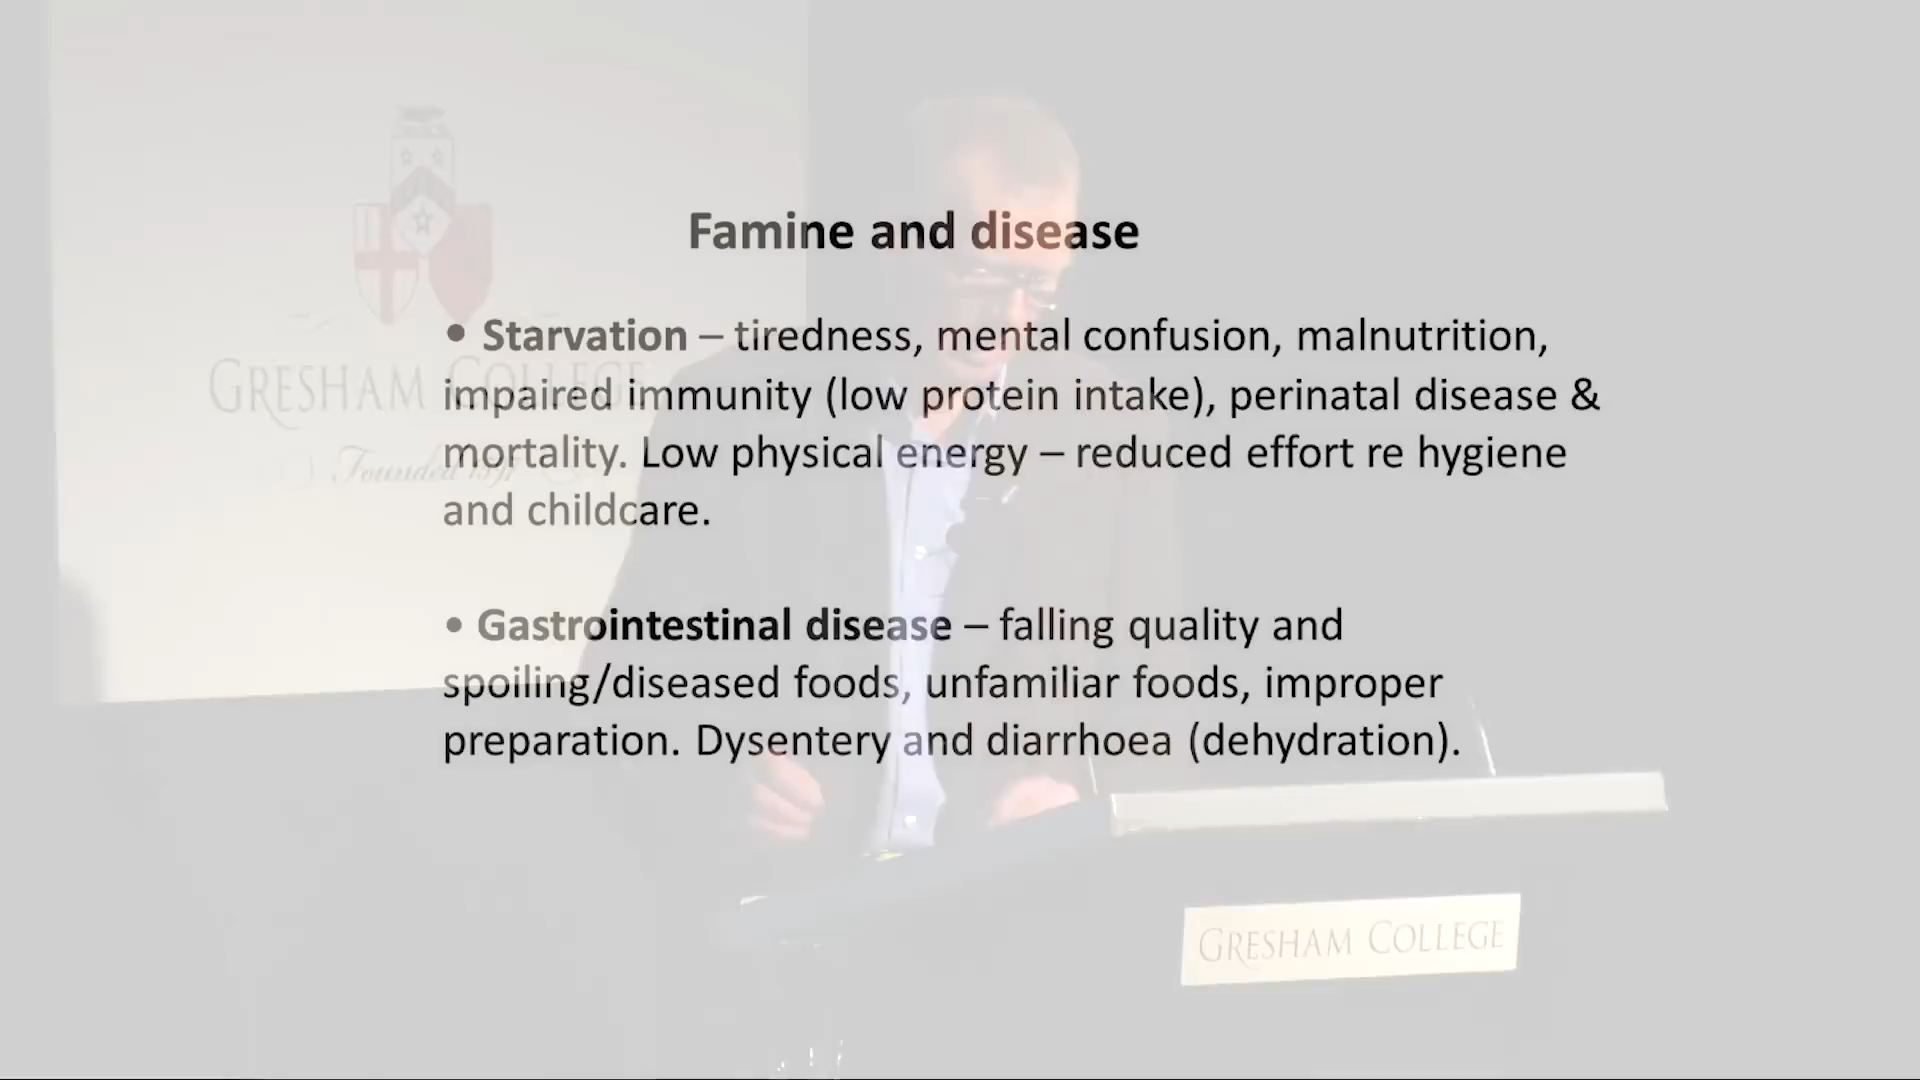 Famine and disease
• Starvation – tiredness, mental confusion, malnutrition,
impaired immunity (low protein intake), perinatal disease &
mortality. Low physical energy – reduced effort re hygiene
and childcare.
• Gastrointestinal disease – falling quality and
spoiling/diseased foods, unfamiliar foods, improper
preparation. Dysentery and diarrhoea (dehydration).
GRESHAM COLLEGE
Founded 1597
GRESHAM COLLEGE